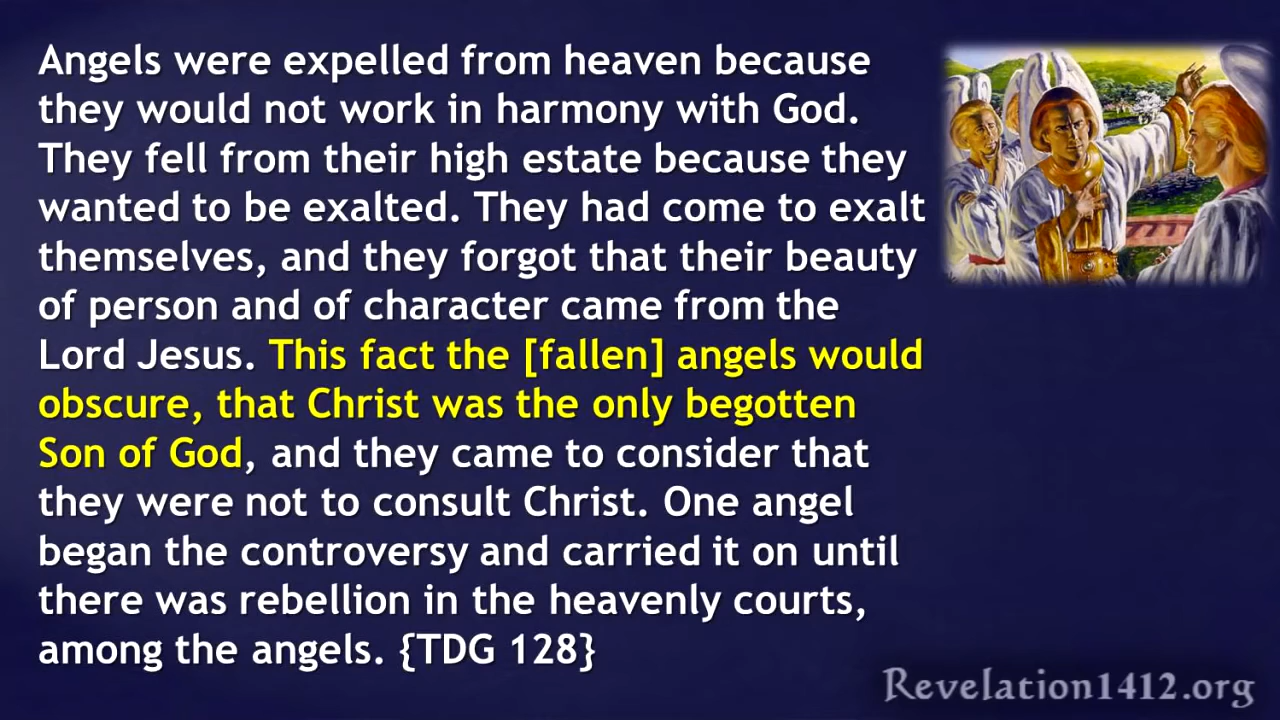 Angels were expelled from heaven because
they would not work in harmony with God.
They fell from their high estate because they
wanted to be exalted. They had come to exalt
themselves, and they forgot that their beauty
of person and of character came from the
Lord Jesus. This fact the [fallen] angels would
obscure, that Christ was the only begotten
Son of God, and they came to consider that
they were not to consult Christ. One angel
began the controversy and carried it on until
there was rebellion in the heavenly courts,
among the angels. {TDG 128}
Revelation1412.org